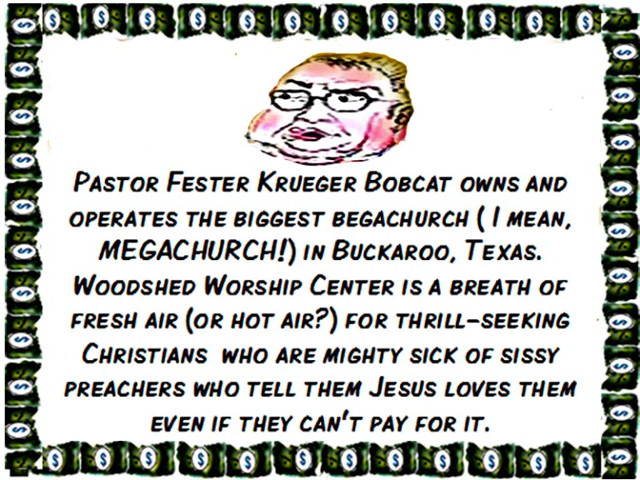 Pastor Fester Krueger Bobcat owns and
operates the biggest begachurch ( I mean,
MEGACHURCH!) in Buckaroo, Texas.
Woodshed Worship Center is a breath of
fresh air (or hot air?) for thrill-seeking
Christians who are mighty sick of sissy
preachers who tell them Jesus loves them
even if they can't pay for it.